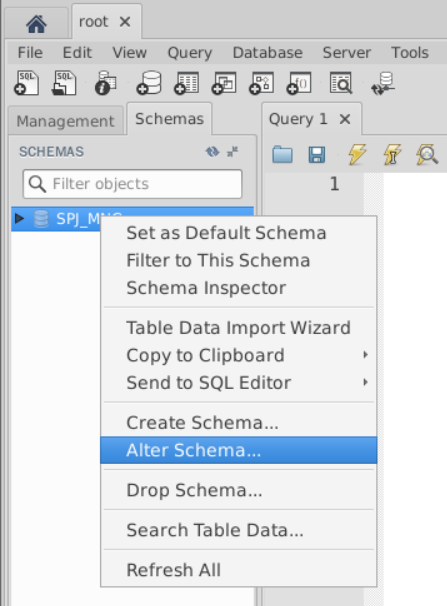 root
File Edit View Query Database Server Tools
SQL SQL
Management Schemas Query 1
SCHEMAS
Filter objects
1
Set as Default Schema
Filter to This Schema
Schema Inspector
Table Data Import Wizard
Copy to Clipboard
Send to SQL Editor
Create Schema...
Alter Schema...
Drop Schema...
Search Table Data...
Refresh All